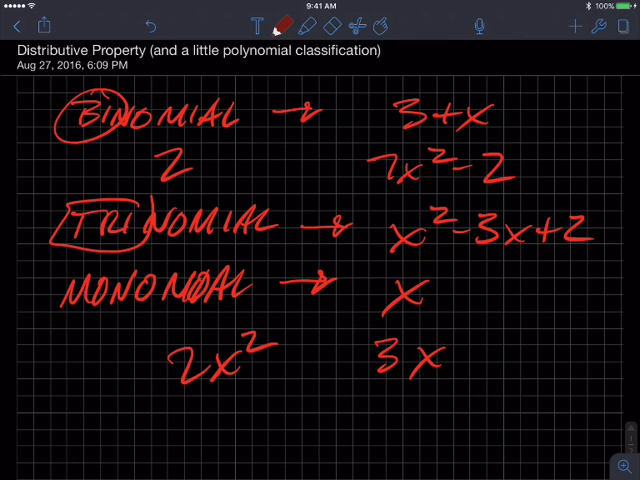 9:41 AM
100%
Distributive Property (and a little polynomial classification)
Aug 27, 2016, 6:09 PM
BINOMIAL → 3+x
2 7x²-2
TRINOMIAL → x²-3x+2
MONOMIAL → x
2x² 3x